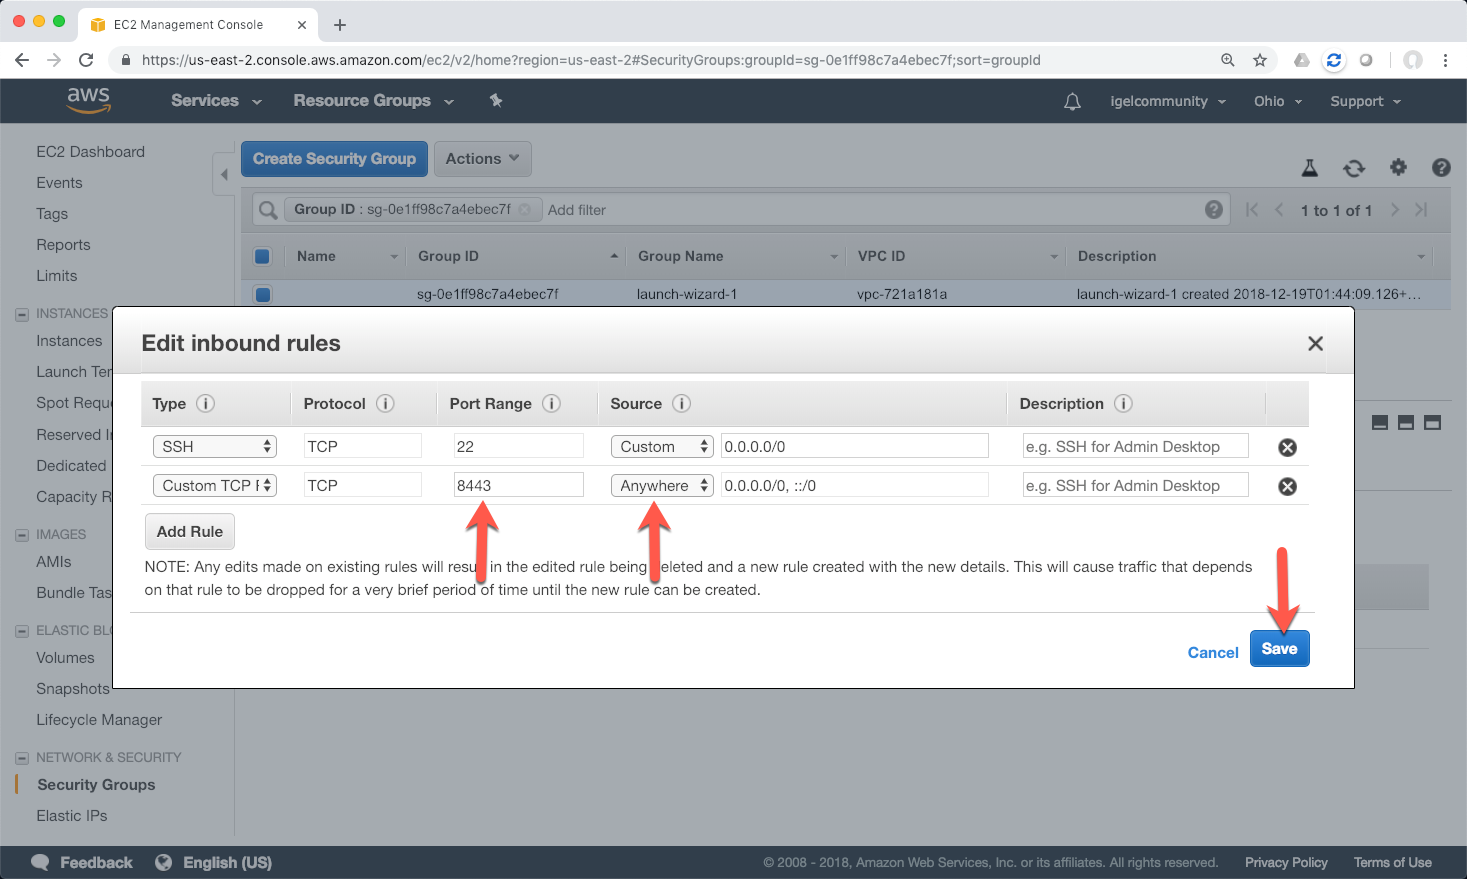 EC2 Management Console
https://us-east-2.console.aws.amazon.com/ec2/v2/home?region=us-east-2#SecurityGroups:groupId=sg-0e1ff98c7a4ebec7f;sort=groupId
aws Services Resource Groups igelcommunity Ohio Support
EC2 Dashboard
Events
Tags
Reports
Limits
INSTANCES
Instances
Launch Ter
Spot Reque
Reserved In
Dedicated
Capacity R
IMAGES
AMIs
Bundle Tas
ELASTIC BLO
Volumes
Snapshots
Lifecycle Manager
NETWORK & SECURITY
Security Groups
Elastic IPs
Create Security Group Actions
Group ID : sg-0e1ff98c7a4ebec7f Add filter 1 to 1 of 1
Name Group ID Group Name VPC ID Description
sg-0e1ff98c7a4ebec7f launch-wizard-1 vpc-721a181a launch-wizard-1 created 2018-12-19T01:44:09.126+...
Edit inbound rules
Type Protocol Port Range Source Description
SSH TCP 22 Custom 0.0.0.0/0 e.g. SSH for Admin Desktop
Custom TCP F TCP 8443 Anywhere 0.0.0.0/0, ::/0 e.g. SSH for Admin Desktop
Add Rule
NOTE: Any edits made on existing rules will result in the edited rule being deleted and a new rule created with the new details. This will cause traffic that depends
on that rule to be dropped for a very brief period of time until the new rule can be created.
Cancel Save
Feedback English (US) © 2008 - 2018, Amazon Web Services, Inc. or its affiliates. All rights reserved. Privacy Policy Terms of Use